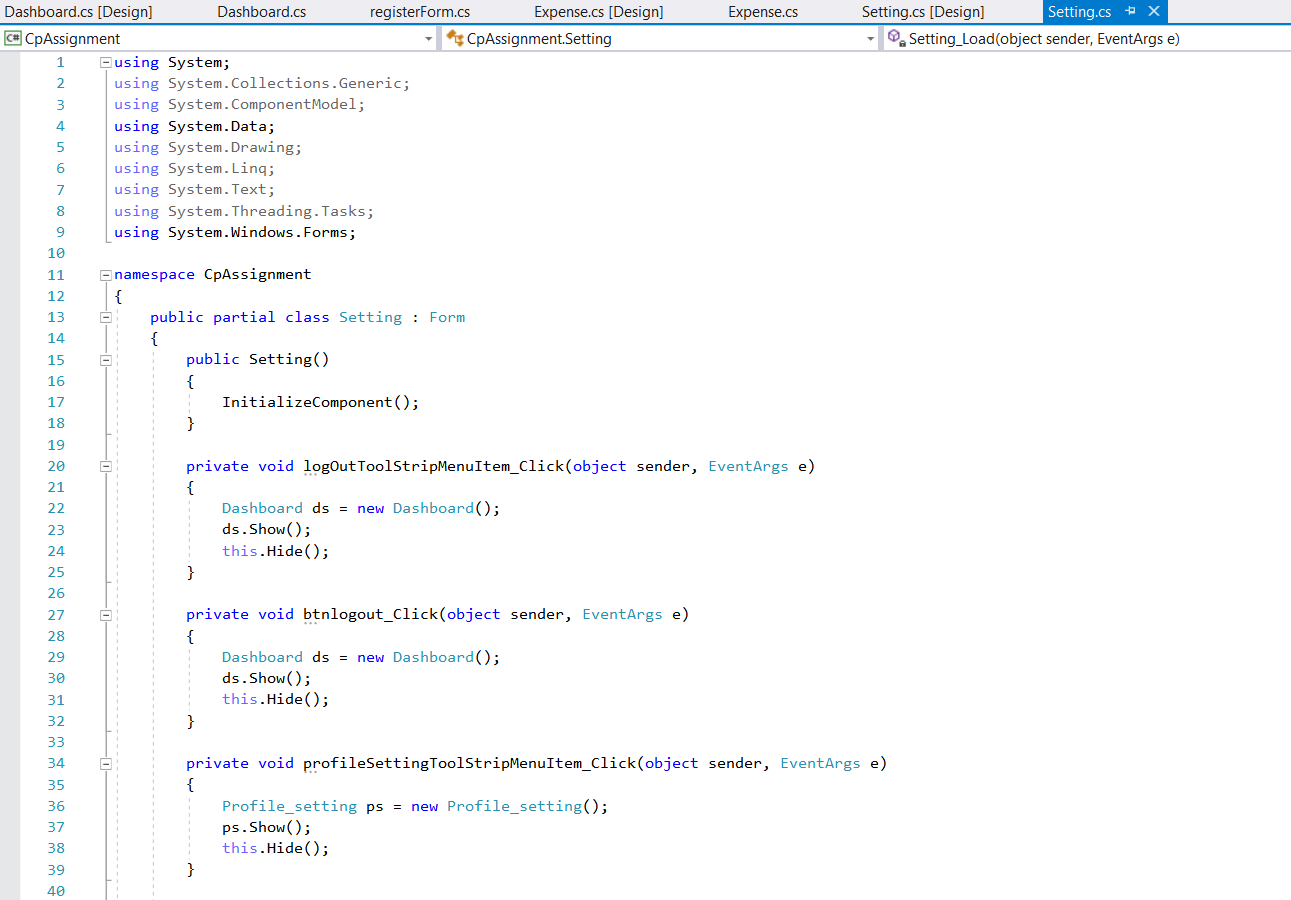 Dashboard.cs [Design] Dashboard.cs registerForm.cs Expense.cs [Design] Expense.cs Setting.cs [Design] Setting.cs
C# CpAssignment CpAssignment.Setting Setting_Load(object sender, EventArgs e)
1 using System;
2 using System.Collections.Generic;
3 using System.ComponentModel;
4 using System.Data;
5 using System.Drawing;
6 using System.Linq;
7 using System.Text;
8 using System.Threading.Tasks;
9 using System.Windows.Forms;
10
11 namespace CpAssignment
12 {
13 public partial class Setting : Form
14 {
15 public Setting()
16 {
17 InitializeComponent();
18 }
19
20 private void logOutToolStripMenuItem_Click(object sender, EventArgs e)
21 {
22 Dashboard ds = new Dashboard();
23 ds.Show();
24 this.Hide();
25 }
26
27 private void btnlogout_Click(object sender, EventArgs e)
28 {
29 Dashboard ds = new Dashboard();
30 ds.Show();
31 this.Hide();
32 }
33
34 private void profileSettingToolStripMenuItem_Click(object sender, EventArgs e)
35 {
36 Profile_setting ps = new Profile_setting();
37 ps.Show();
38 this.Hide();
39 }
40